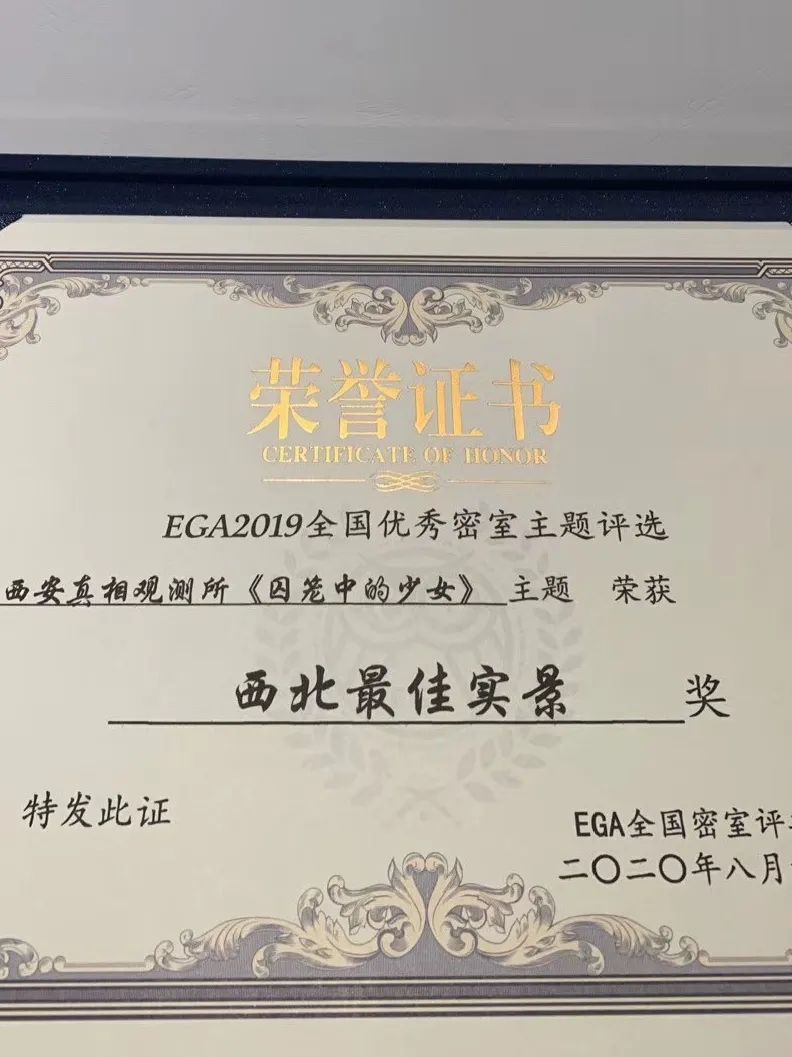 荣誉证书
CERTIFICATE OF HONOR
EGA2019全国优秀密室主题评选
西安真相观测所《囚笼中的少女》主题 荣获
西北最佳实景奖
特发此证
EGA全国密室评
二〇二〇年八月